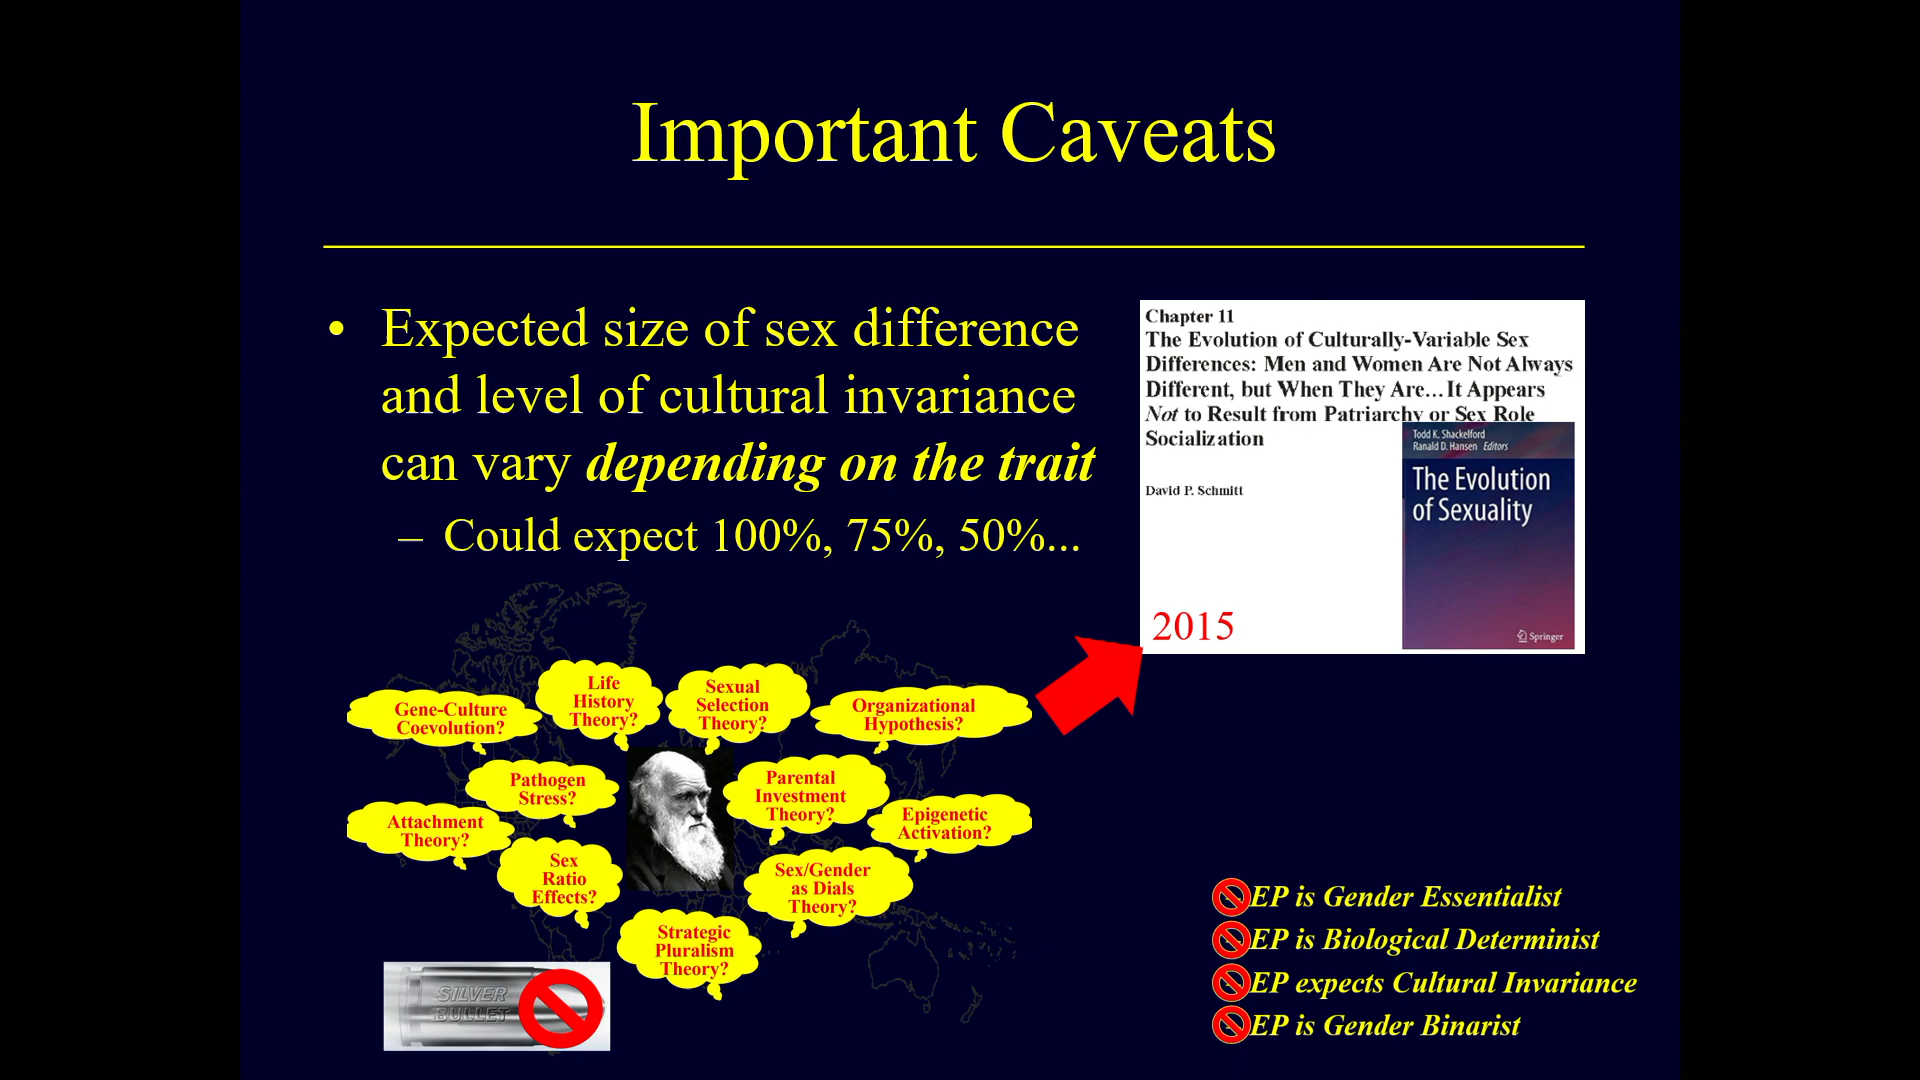 Important Caveats
• Expected size of sex difference
and level of cultural invariance
can vary depending on the trait
– Could expect 100%, 75%, 50%...
Chapter 11
The Evolution of Culturally-Variable Sex
Differences: Men and Women Are Not Always
Different, but When They Are…It Appears
Not to Result from Patriarchy or Sex Role
Socialization
David P. Schmitt
2015
Todd K. Shackelford
Ranald D. Hansen Editors
The Evolution
of Sexuality
Springer
Gene-Culture
Coevolution?
Life
History
Theory?
Sexual
Selection
Theory?
Organizational
Hypothesis?
Pathogen
Stress?
Parental
Investment
Theory?
Attachment
Theory?
Epigenetic
Activation?
Sex
Ratio
Effects?
Sex/Gender
as Dials
Theory?
Strategic
Pluralism
Theory?
SILVER
BULLET
EP is Gender Essentialist
EP is Biological Determinist
EP expects Cultural Invariance
EP is Gender Binarist